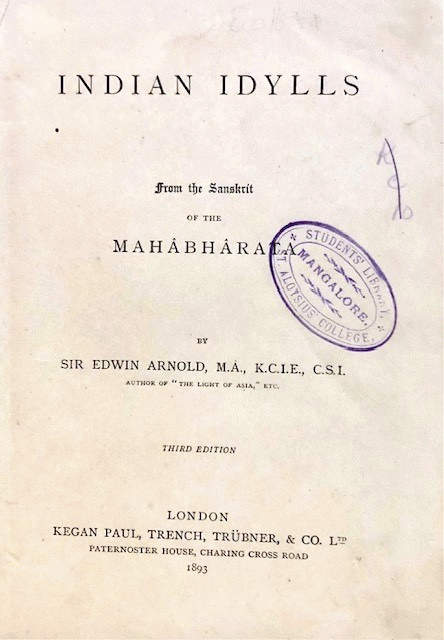 INDIAN IDYLLS
From the Sanskrit
OF THE
MAHÂBHÂRATA
STUDENTS' LIBRARY,
MANGALORE.
ST. ALOYSIUS' COLLEGE.
BY
SIR EDWIN ARNOLD, M.A., K.C.I.E., C.S.I.
AUTHOR OF "THE LIGHT OF ASIA," ETC.
THIRD EDITION
LONDON
KEGAN PAUL, TRENCH, TRÜBNER, & CO. LTD
PATERNOSTER HOUSE, CHARING CROSS ROAD
1893